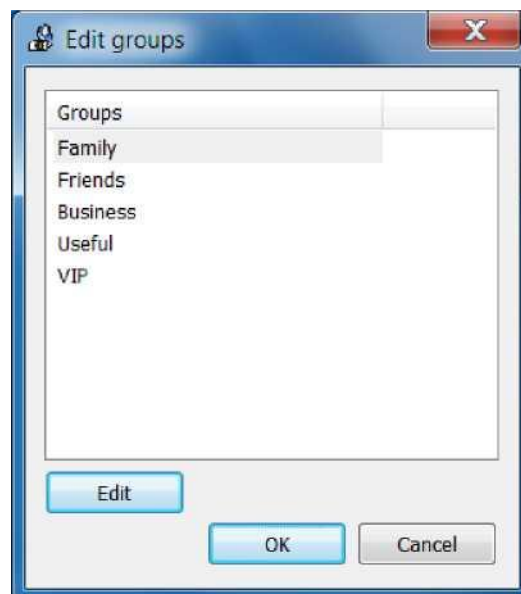 Edit groups
X
Groups
Family
Friends
Business
Useful
VIP
Edit
OK Cancel